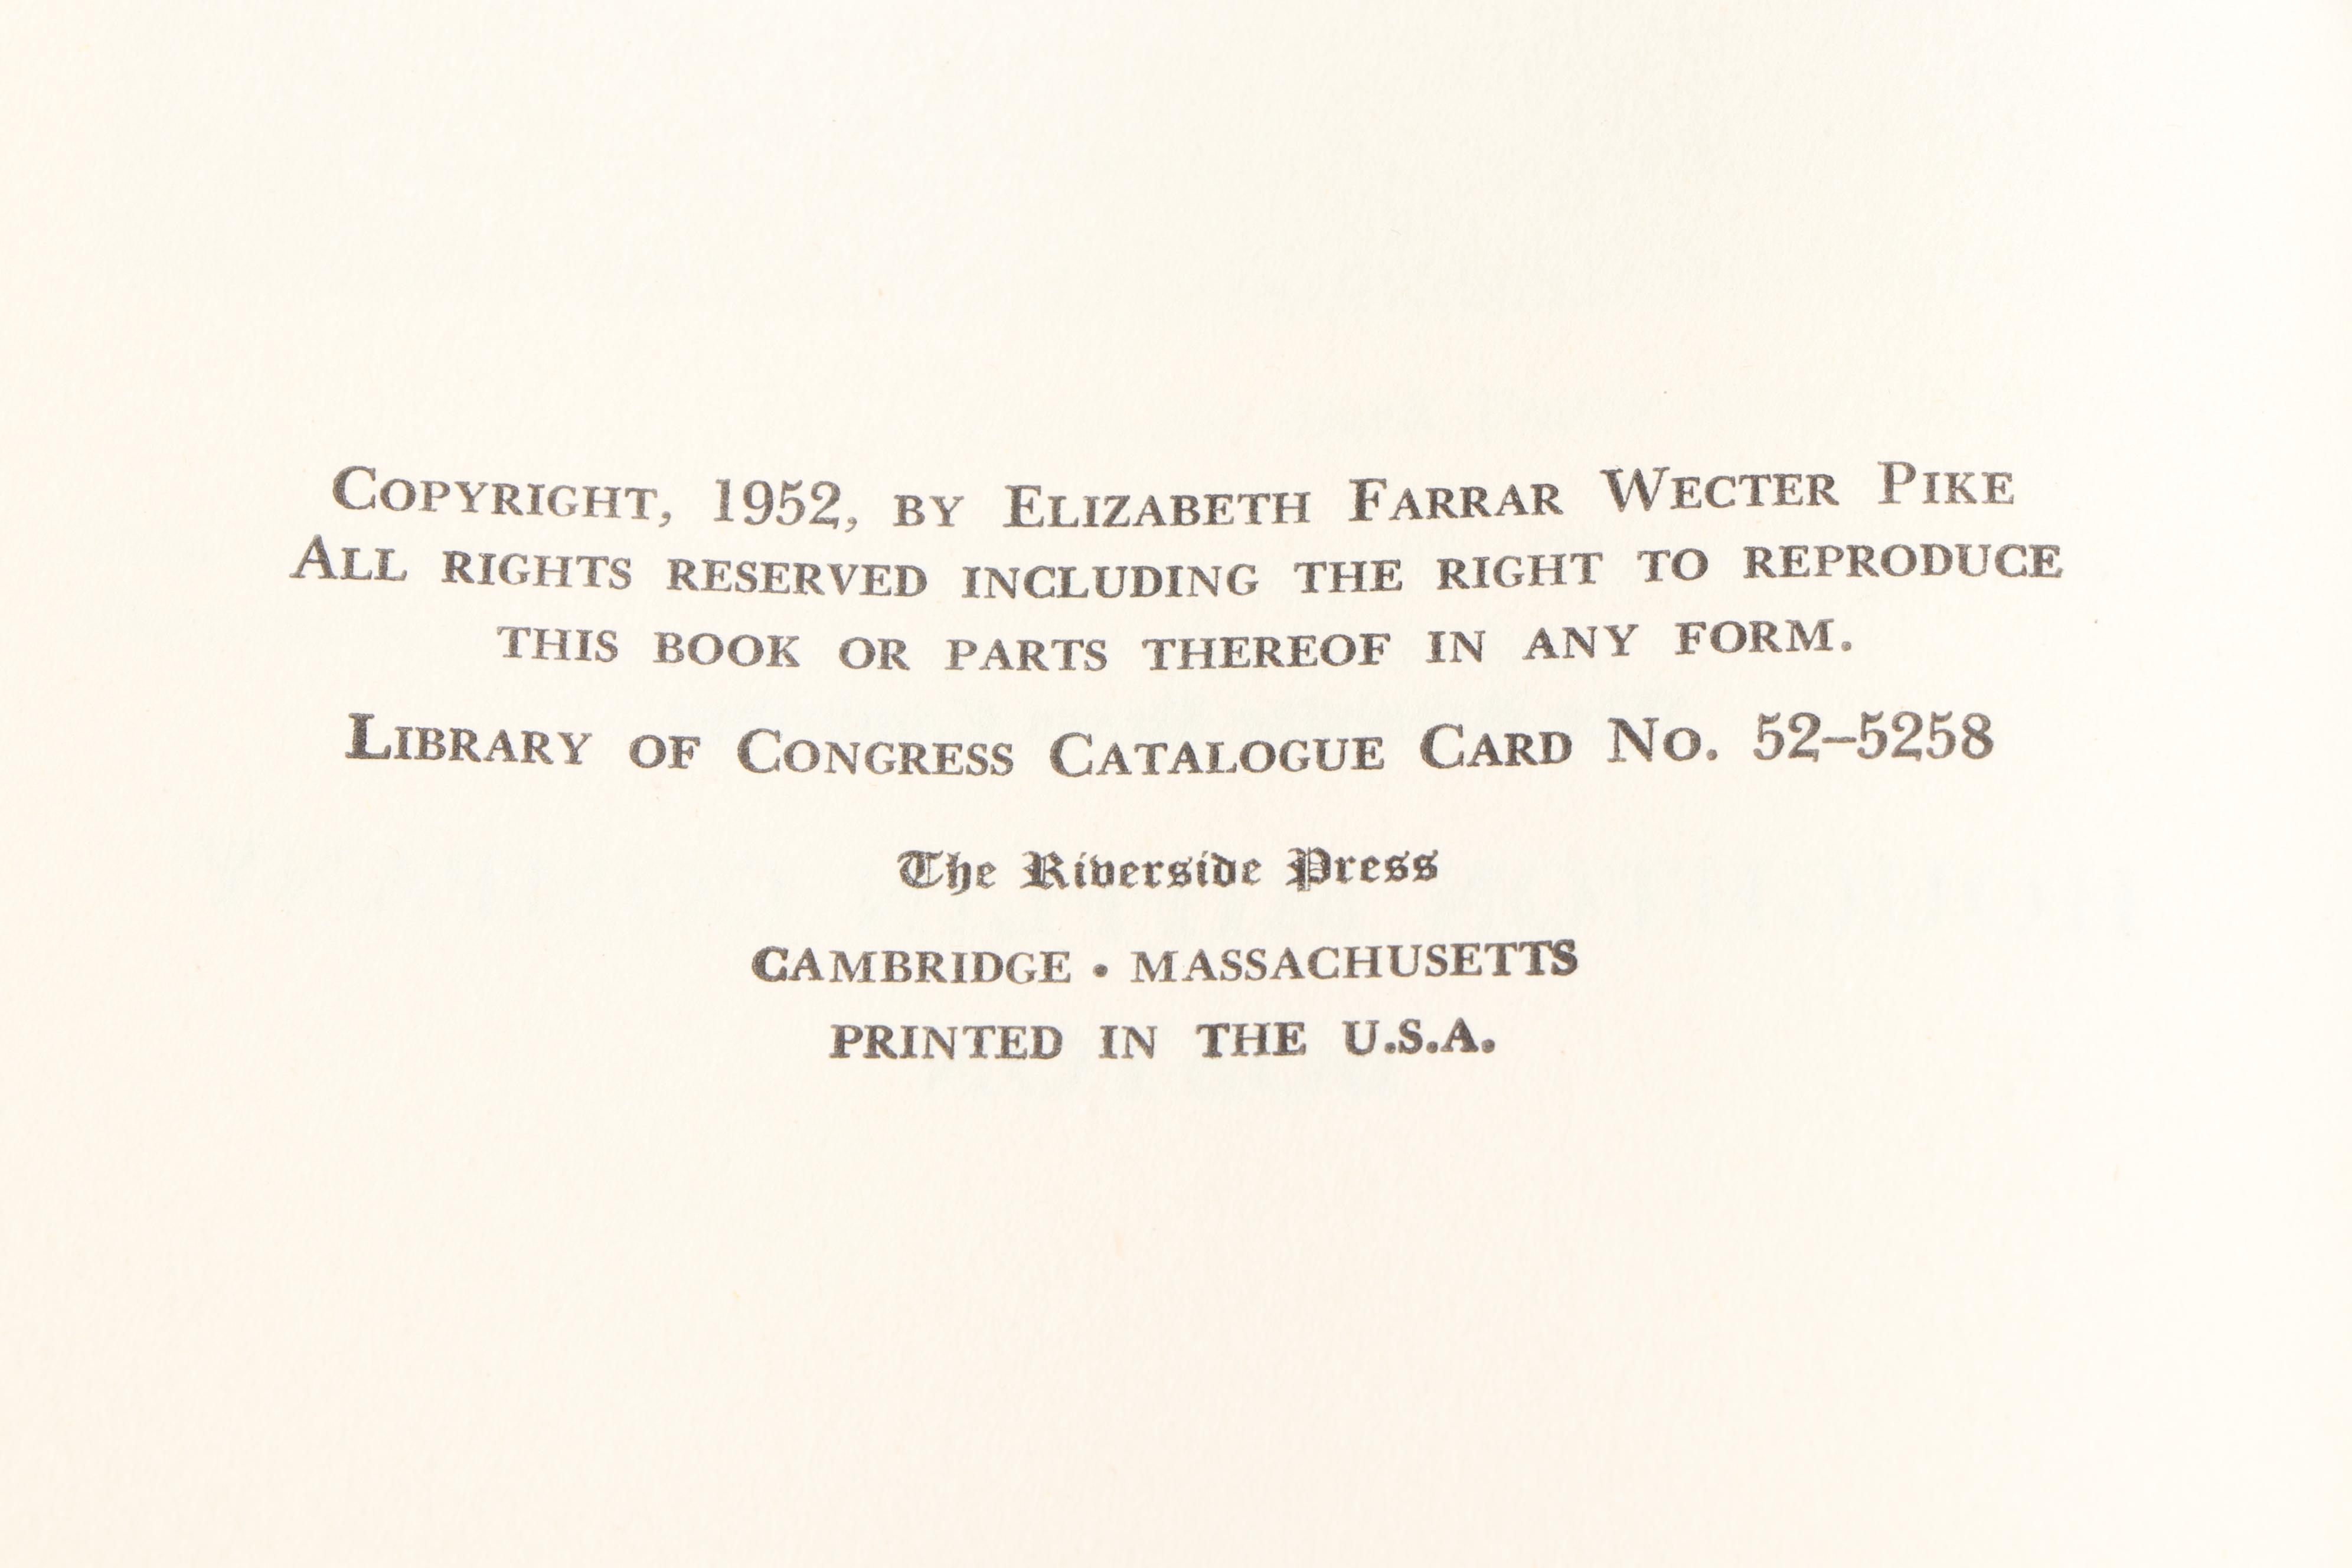 Copyright, 1952, by Elizabeth Farrar Wecter Pike
All rights reserved including the right to reproduce
this book or parts thereof in any form.
Library of Congress Catalogue Card No. 52–5258
The Riverside Press
CAMBRIDGE • MASSACHUSETTS
PRINTED IN THE U.S.A.